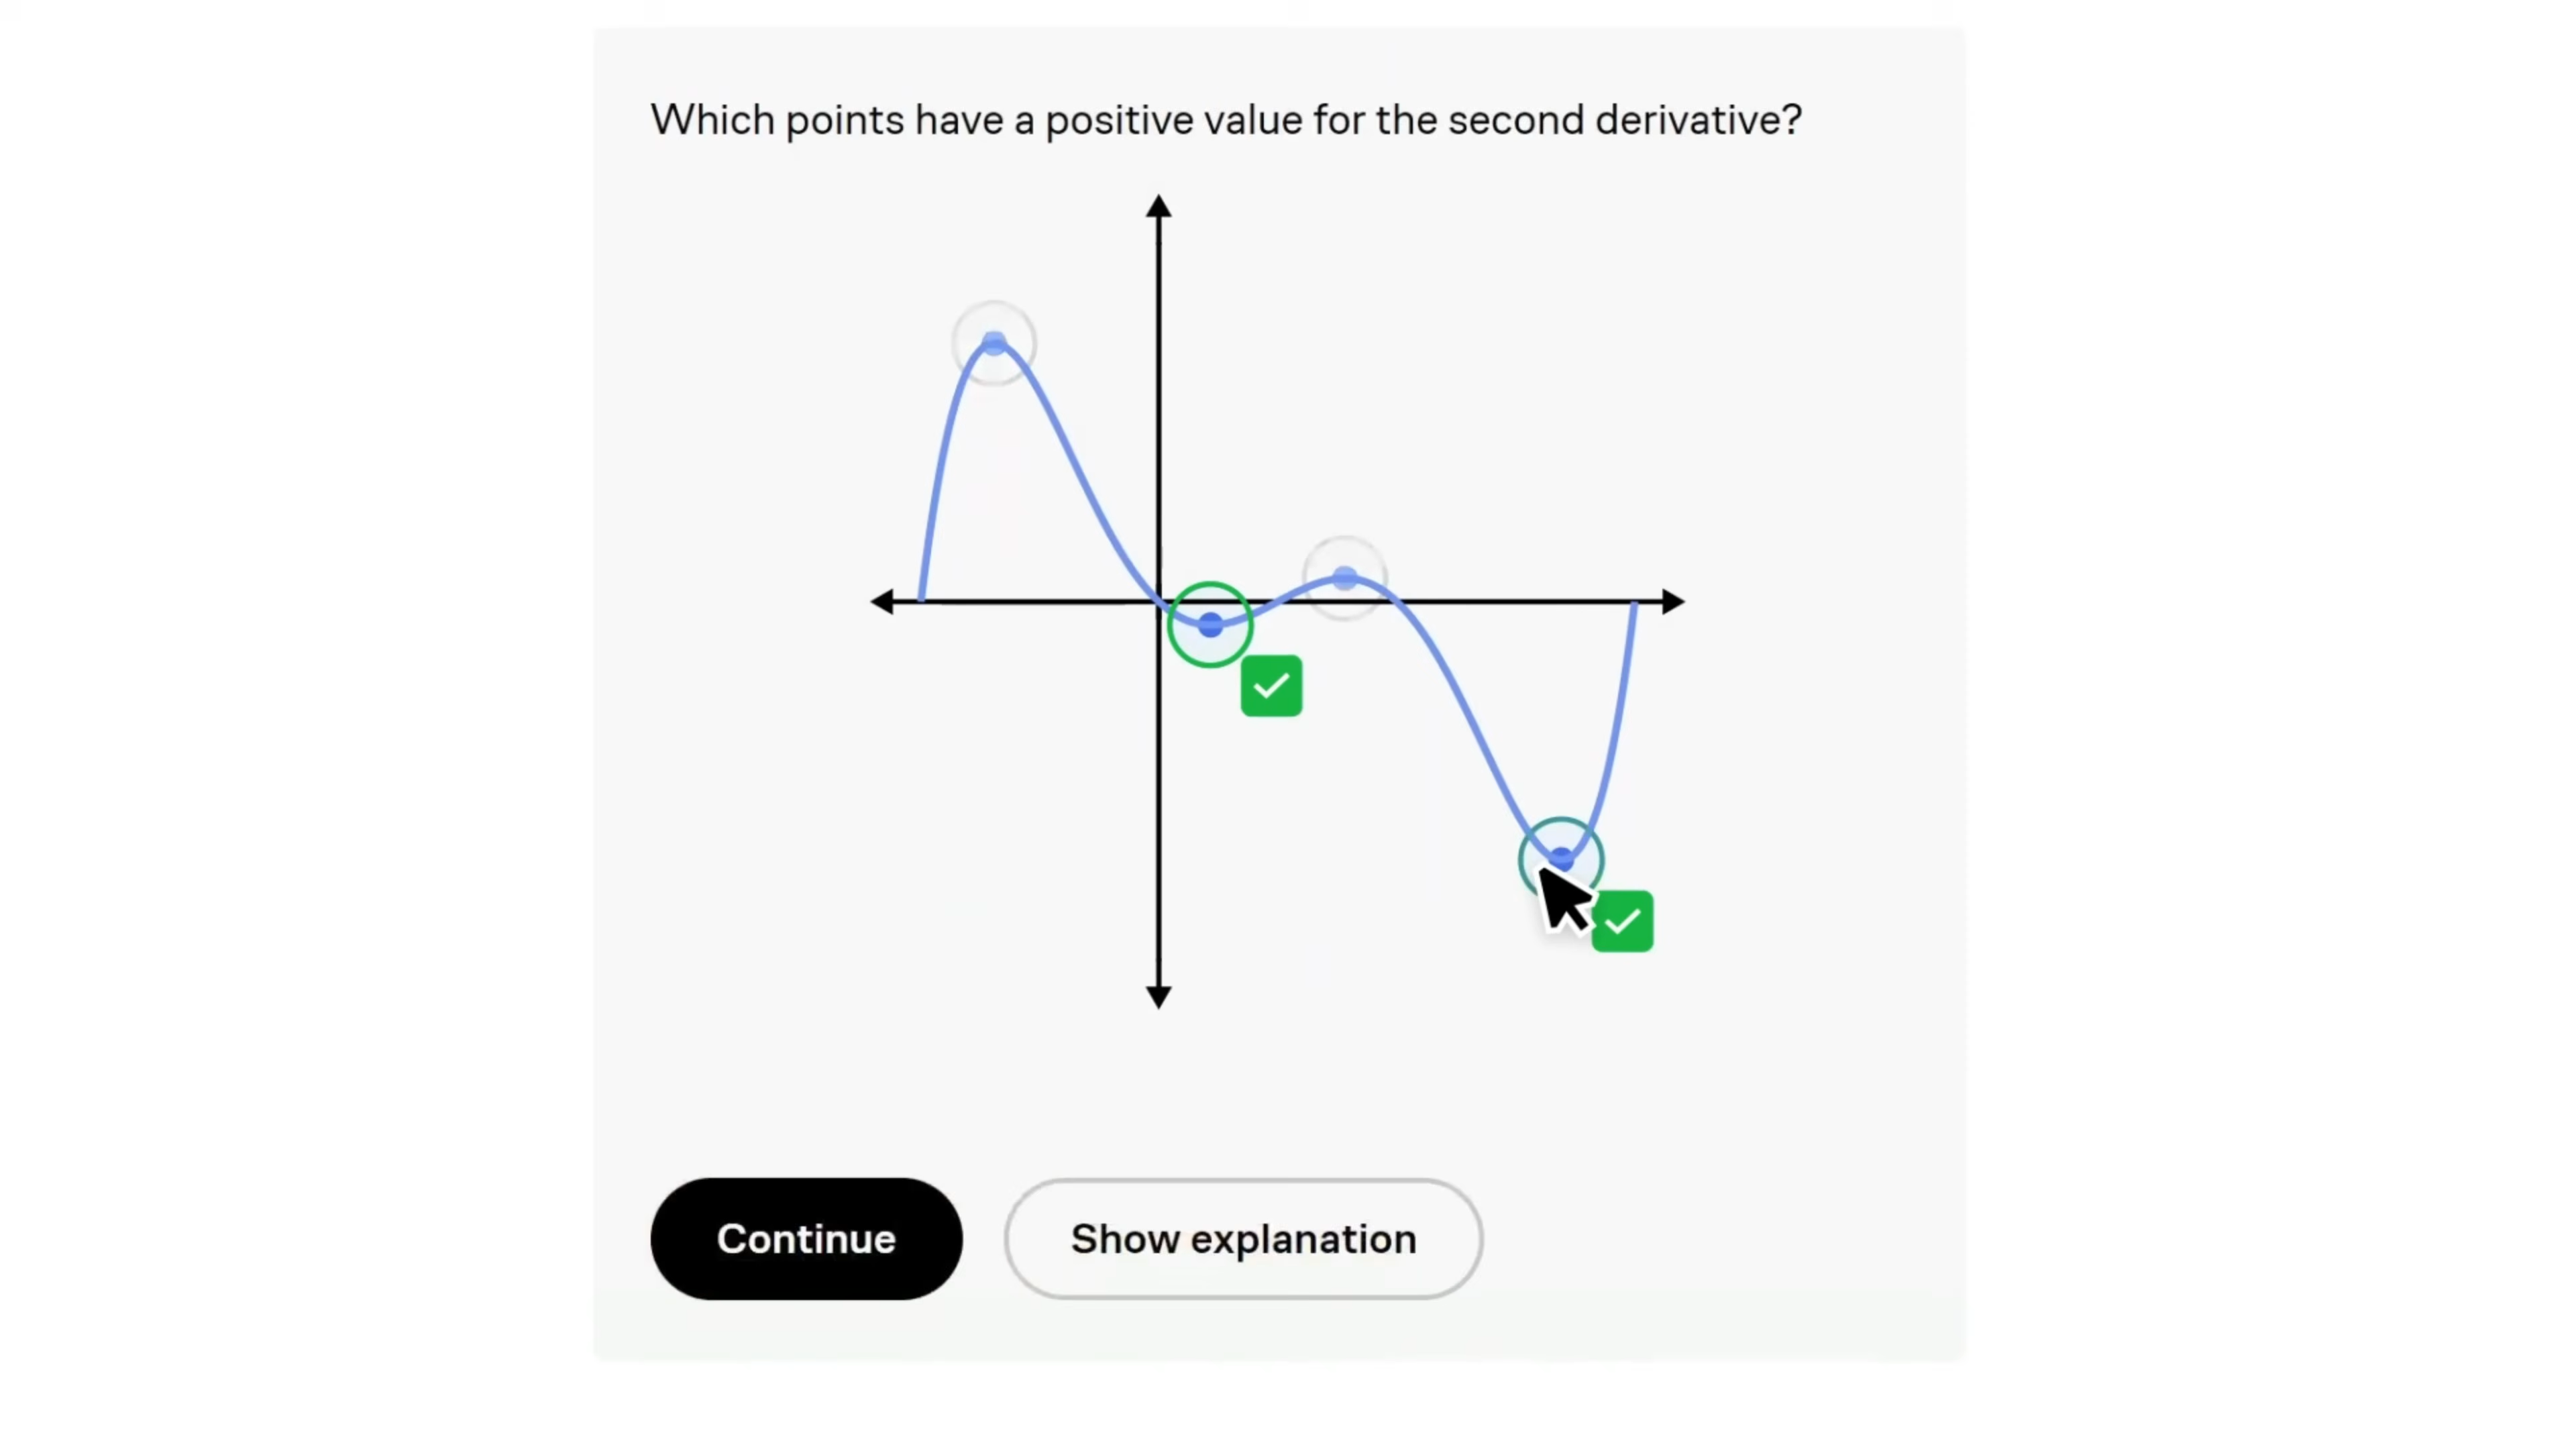 Which points have a positive value for the second derivative?
Continue
Show explanation